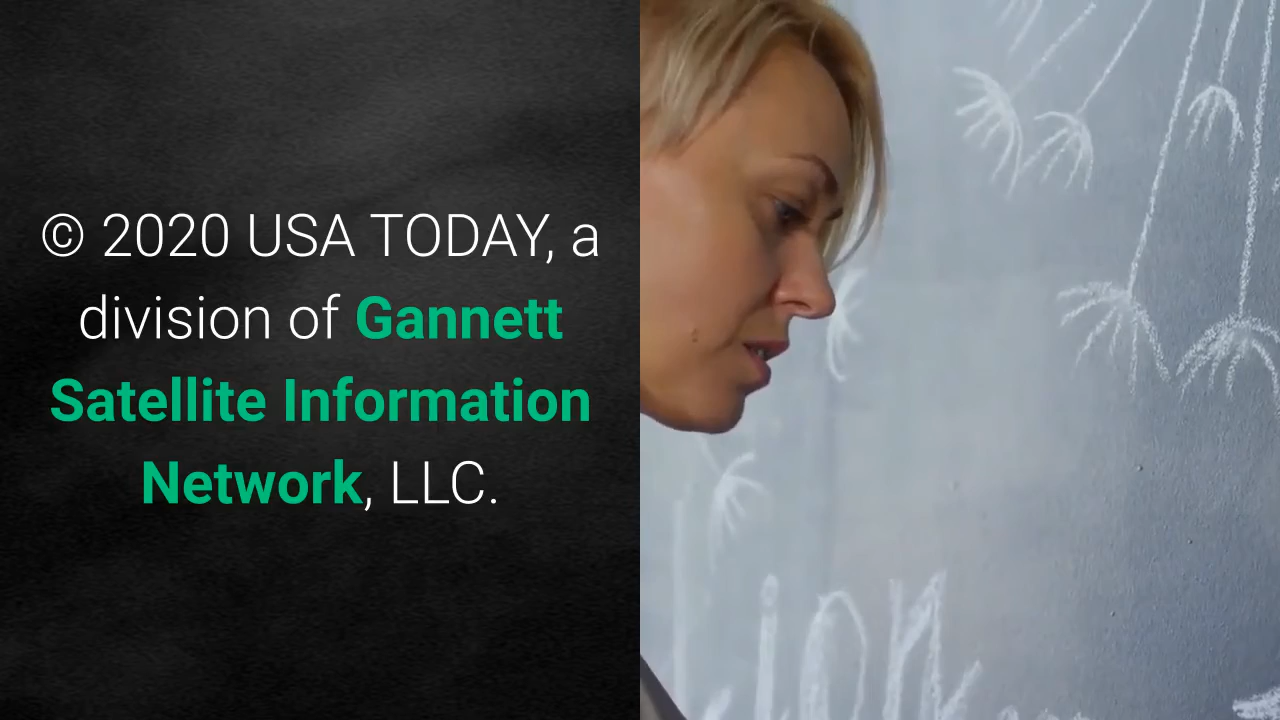 © 2020 USA TODAY, a
division of Gannett
Satellite Information
Network, LLC.